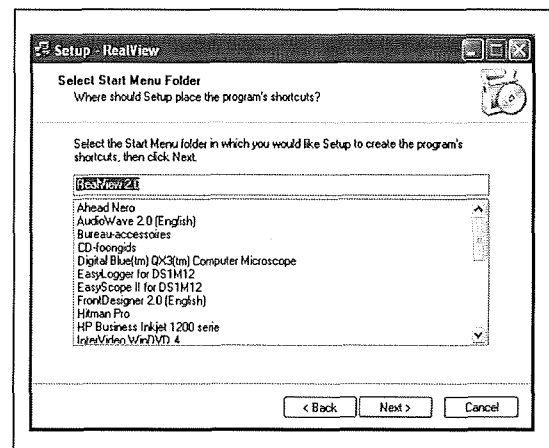 Setup - RealView
Select Start Menu Folder
Where should Setup place the program's shortcuts?
Select the Start Menu folder in which you would like Setup to create the program's
shortcuts, then click Next.
RealView 2.0
Ahead Nero
AudioWave 2.0 (English)
Bureau-accessoires
CD-foongids
Digital Blue(tm) QX3(tm) Computer Microscope
EasyLogger for DS1M12
EasyScope II for DS1M12
FrontDesigner 2.0 (English)
Hitman Pro
HP Business Inkjet 1200 serie
InterVideo WinDVD 4
< Back
Next >
Cancel